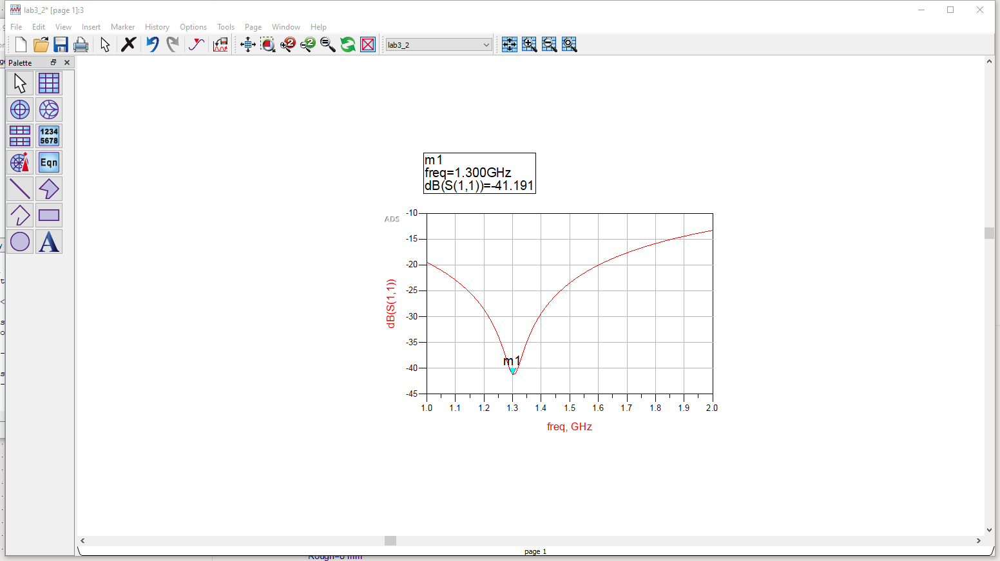 lab3_2* [page 1]:3
File Edit View Insert Marker History Options Tools Page Window Help
lab3_2
Palette
1234
5678
Eqn
A
m1
freq=1.300GHz
dB(S(1,1))=-41.191
ADS
-10
-15
-20
-25
-30
-35
-40
-45
dB(S(1,1))
m1
1.0 1.1 1.2 1.3 1.4 1.5 1.6 1.7 1.8 1.9 2.0
freq, GHz
page 1